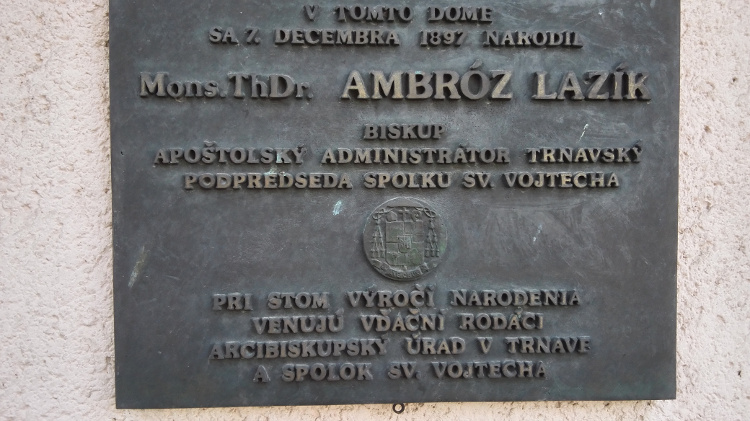 V TOMTO DOME
SA 7. DECEMBRA 1897 NARODIL
Mons. ThDr. AMBRÓZ LAZÍK
BISKUP
APOŠTOLSKÝ ADMINISTRÁTOR TRNAVSKÝ
PODPREDSEDA SPOLKU SV. VOJTECHA
PRI STOM VÝROČÍ NARODENIA
VENUJÚ VĎAČNÍ RODÁCI
ARCIBISKUPSKÝ ÚRAD V TRNAVE
A SPOLOK SV. VOJTECHA